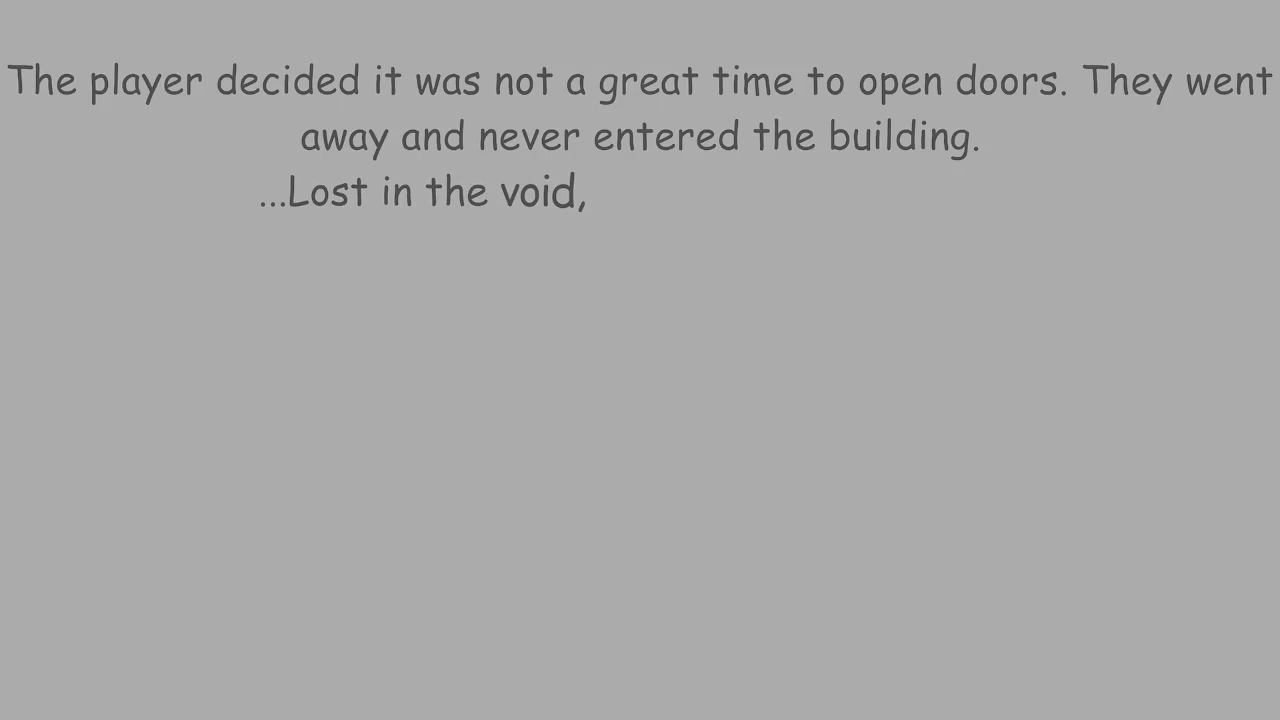 The player decided it was not a great time to open doors. They went
away and never entered the building.
...Lost in the void,